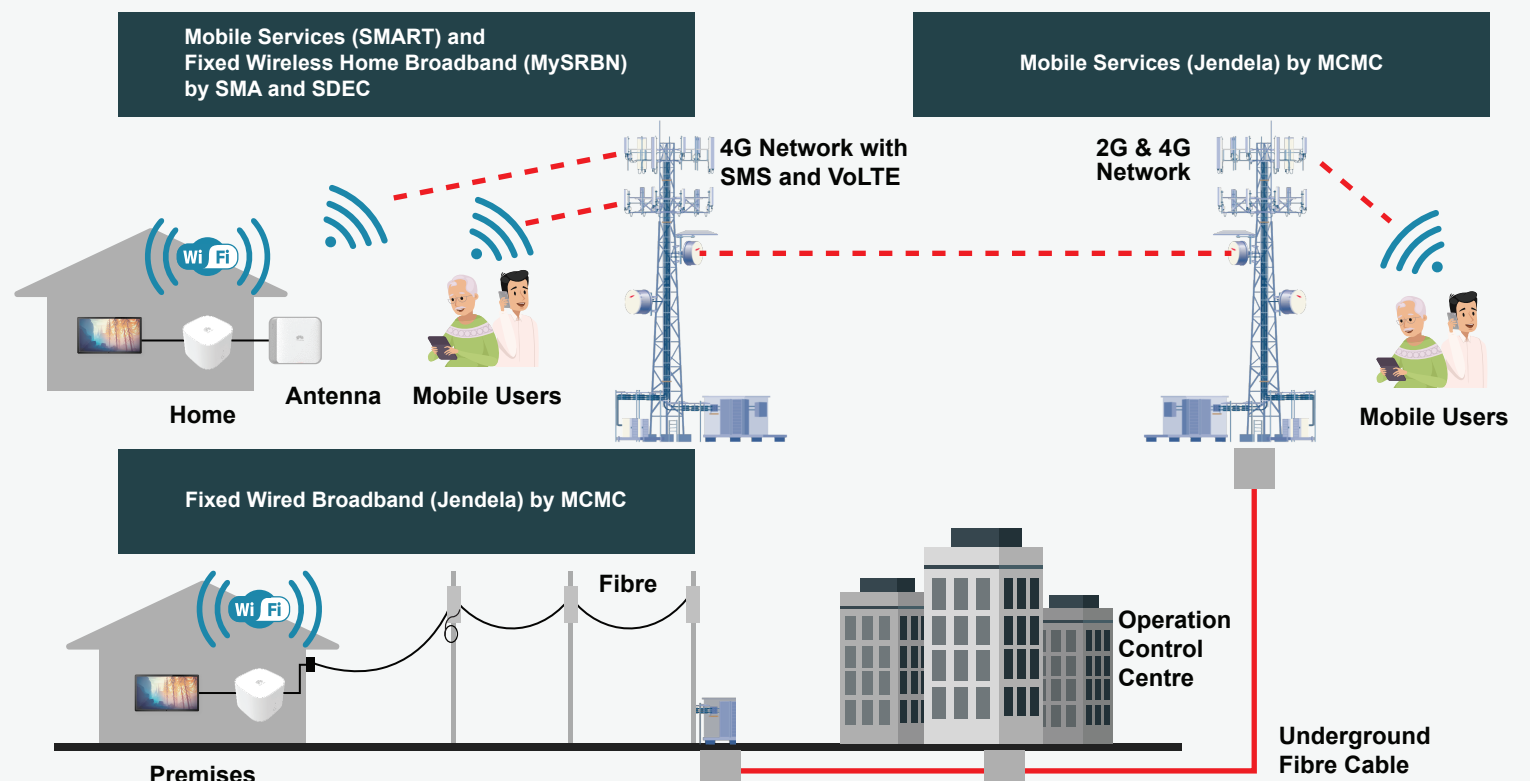 Mobile Services (SMART) and
Fixed Wireless Home Broadband (MySRBN)
by SMA and SDEC
Mobile Services (Jendela) by MCMC
4G Network with
SMS and VoLTE
2G & 4G
Network
Wi Fi
Home
Antenna
Mobile Users
Mobile Users
Fixed Wired Broadband (Jendela) by MCMC
Wi Fi
Fibre
Operation
Control
Centre
Premises
Underground
Fibre Cable